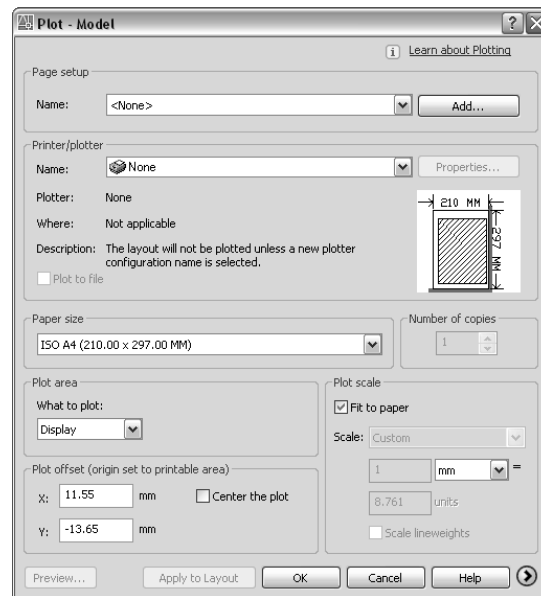 Plot - Model
Learn about Plotting
Page setup
Name:
<None>
Add...
Printer/plotter
Name:
None
Properties...
Plotter:
None
Where:
Not applicable
Description:
The layout will not be plotted unless a new plotter
configuration name is selected.
Plot to file
210 MM
297 MM
Paper size
ISO A4 (210.00 x 297.00 MM)
Number of copies
1
Plot area
What to plot:
Display
Plot offset (origin set to printable area)
X:
11.55
mm
Center the plot
Y:
-13.65
mm
Plot scale
Fit to paper
Scale:
Custom
1
mm
=
8.761
units
Scale lineweights
Preview...
Apply to Layout
OK
Cancel
Help